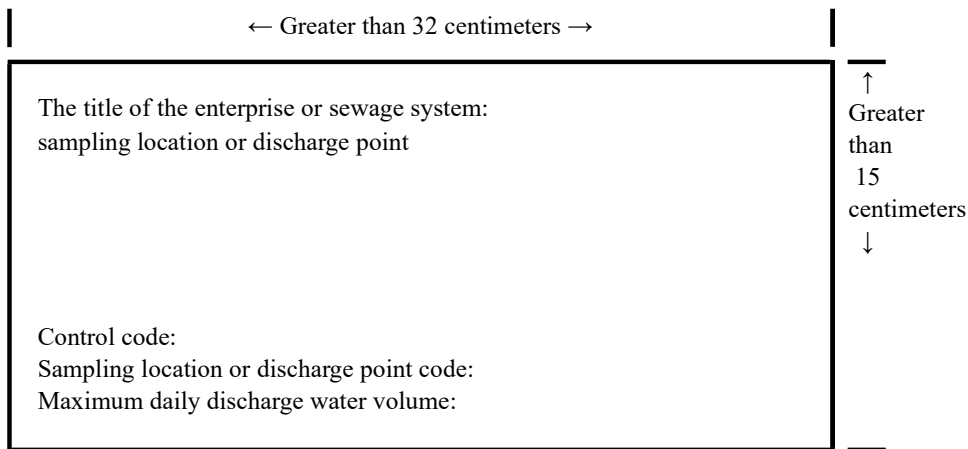 ← Greater than 32 centimeters →
The title of the enterprise or sewage system:
sampling location or discharge point
Control code:
Sampling location or discharge point code:
Maximum daily discharge water volume:
↑
Greater
than
15
centimeters
↓